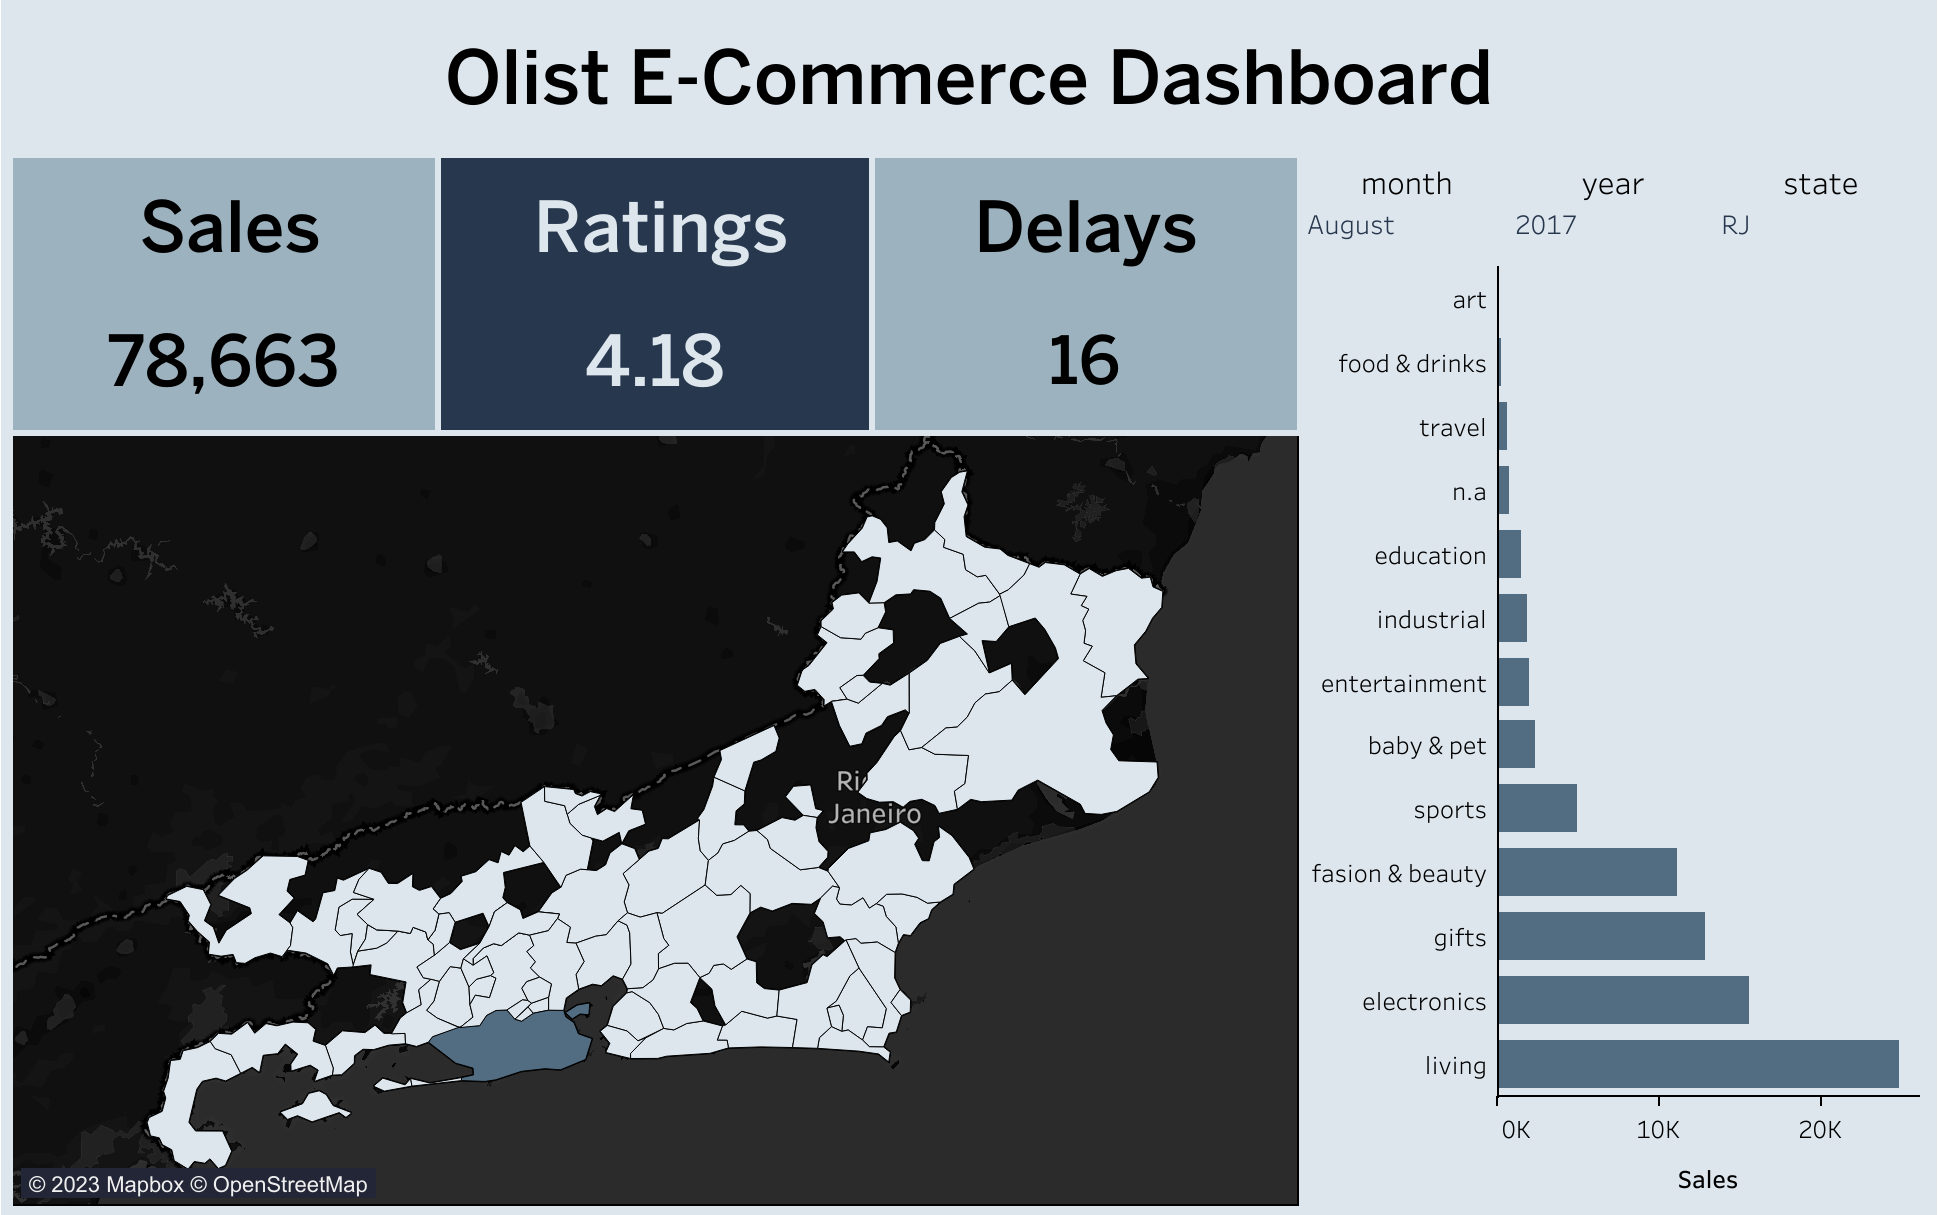 Olist E-Commerce Dashboard
Sales
78,663
Ratings
4.18
Delays
16
month
year
state
August
2017
RJ
art
food & drinks
travel
n.a
education
industrial
entertainment
baby & pet
sports
fasion & beauty
gifts
electronics
living
0K
10K
20K
Sales
Janeiro
© 2023 Mapbox © OpenStreetMap